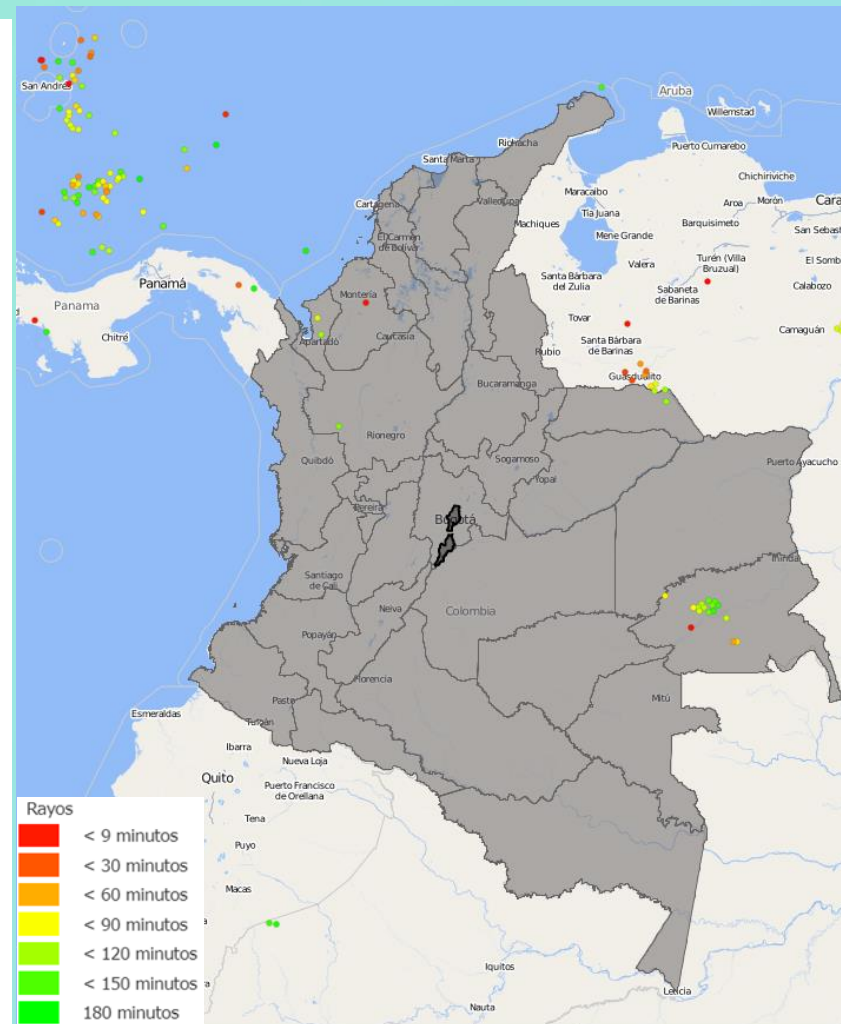 San Andrés
Aruba
Willemstad
Riohacha
Puerto Cumarebo
Santa Marta
Chichiriviche
Maracaibo
Cartagena
Valledupar
Aroa
Morón
Cara
Tía Juana
Machiques
Barquisimeto
San Sebast
El Carmen
de Bolívar
Mene Grande
Turén (Villa
Bruzual)
El Somb
Valera
Panamá
Santa Bárbara
del Zulia
Calabozo
Montería
Sabaneta
de Barinas
Panama
Tovar
Camaguán
Chitré
Apartadó
Caucasia
Santa Bárbara
de Barinas
Rubio
Guasdualito
Bucaramanga
Rionegro
Quibdó
Sogamoso
Puerto Ayacucho
Yopal
Pereira
Bogotá
Inírida
Santiago
de Cali
Neiva
Colombia
Popayán
Florencia
Mitú
Pasto
Esmeraldas
Tulcán
Ibarra
Nueva Loja
Quito
Puerto Francisco
de Orellana
Rayos
Tena
< 9 minutos
Puyo
< 30 minutos
Macas
< 60 minutos
< 90 minutos
< 120 minutos
Iquitos
< 150 minutos
Leticia
Nauta
180 minutos